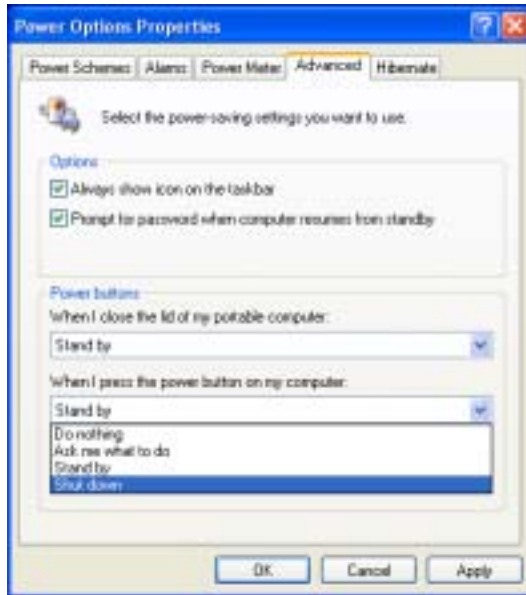 Power Options Properties
Power Schemes Alarms Power Meter Advanced Hibernate
Select the power-saving settings you want to use.
Options
Always show icon on the taskbar
Prompt for password when computer resumes from standby
Power buttons
When I close the lid of my portable computer:
Stand by
When I press the power button on my computer:
Stand by
Do nothing
Ask me what to do
Stand by
Shut down
OK Cancel Apply